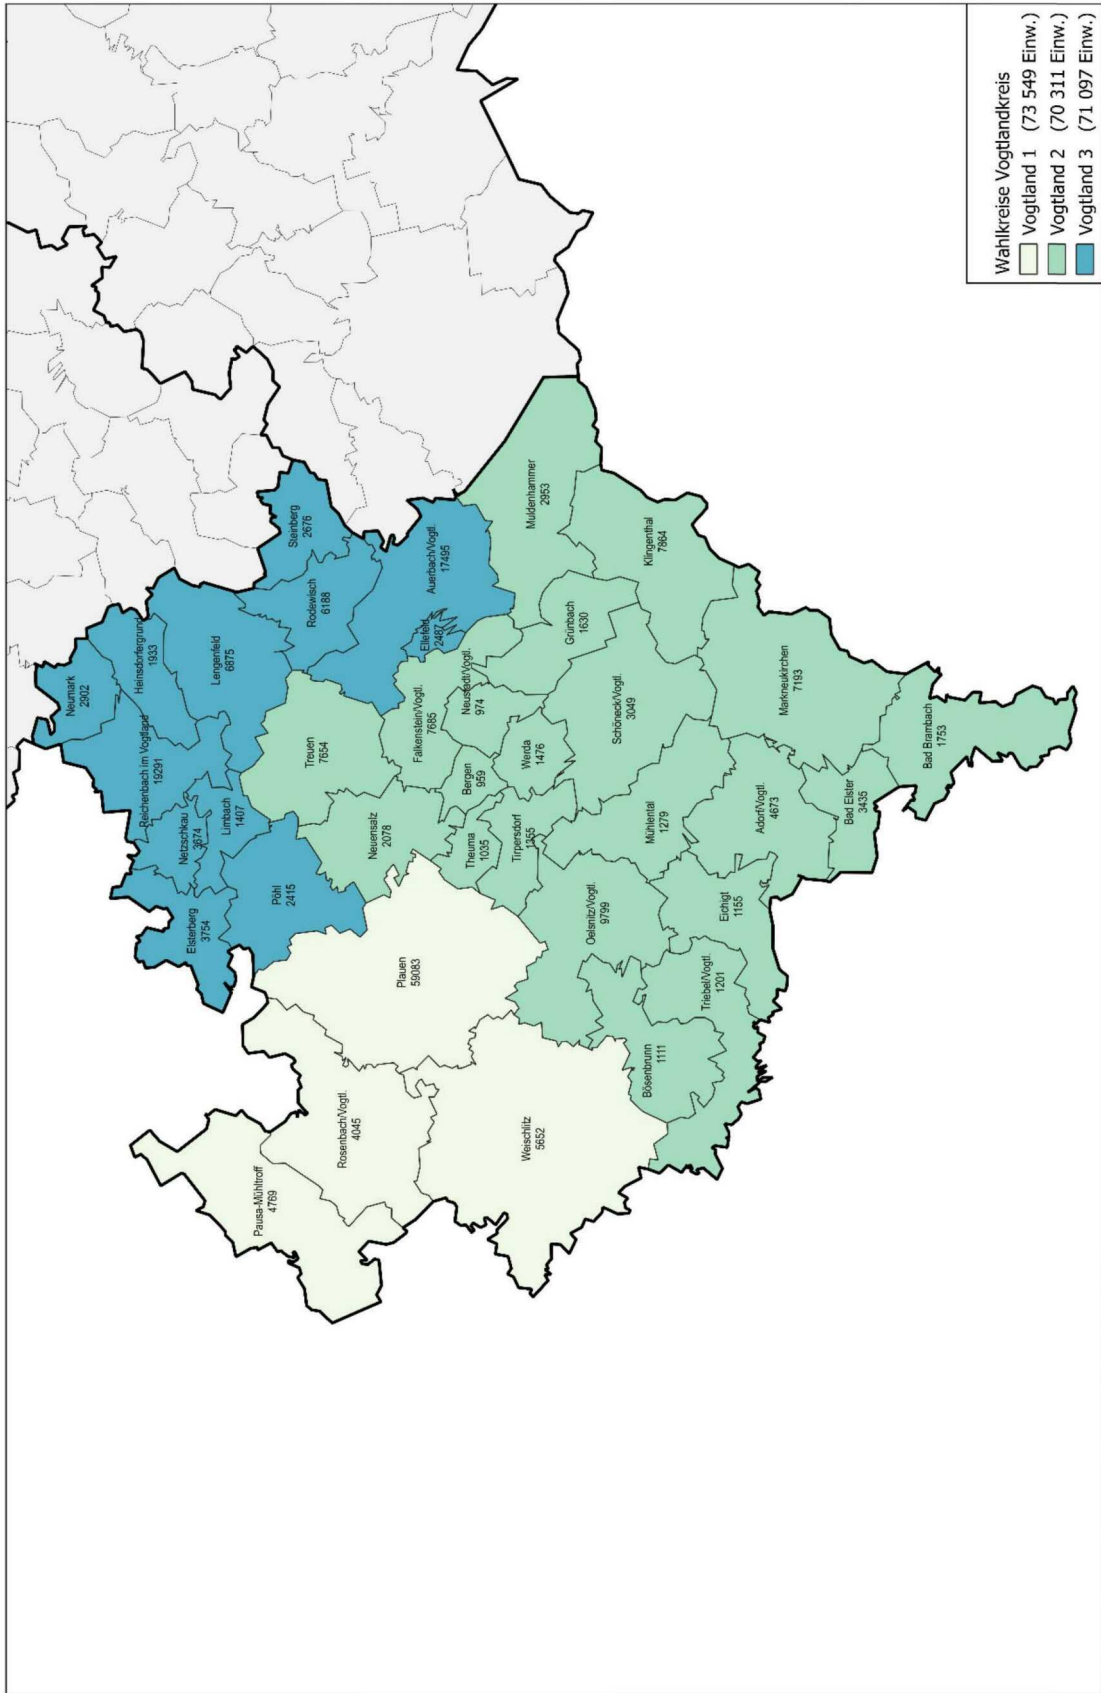 Neumark
2902
Heinsdorfergrund
1933
Reichenbach im Vogtland
19291
Netzschkau
3674
Limbach
1407
Lengenfeld
6875
Elsterberg
3754
Pöhl
2415
Steinberg
2676
Rodewisch
6188
Auerbach/Vogtl.
17495
Ellefeld
2487
Treuen
7654
Neuensalz
2078
Falkenstein/Vogtl.
7685
Neustadt/Vogtl.
974
Bergen
959
Theuma
1035
Werda
1476
Tirpersdorf
1355
Grünbach
1630
Muldenhammer
2953
Klingenthal
7864
Schöneck/Vogtl.
3049
Mühlental
1279
Oelsnitz/Vogtl.
9799
Markneukirchen
7193
Adorf/Vogtl.
4673
Eichigt
1155
Triebel/Vogtl.
1201
Bösenbrunn
1111
Bad Elster
3435
Bad Brambach
1753
Plauen
59083
Pausa-Mühltroff
4769
Rosenbach/Vogtl.
4045
Weischlitz
5652
Wahlkreise Vogtlandkreis
Vogtland 1 (73 549 Einw.)
Vogtland 2 (70 311 Einw.)
Vogtland 3 (71 097 Einw.)